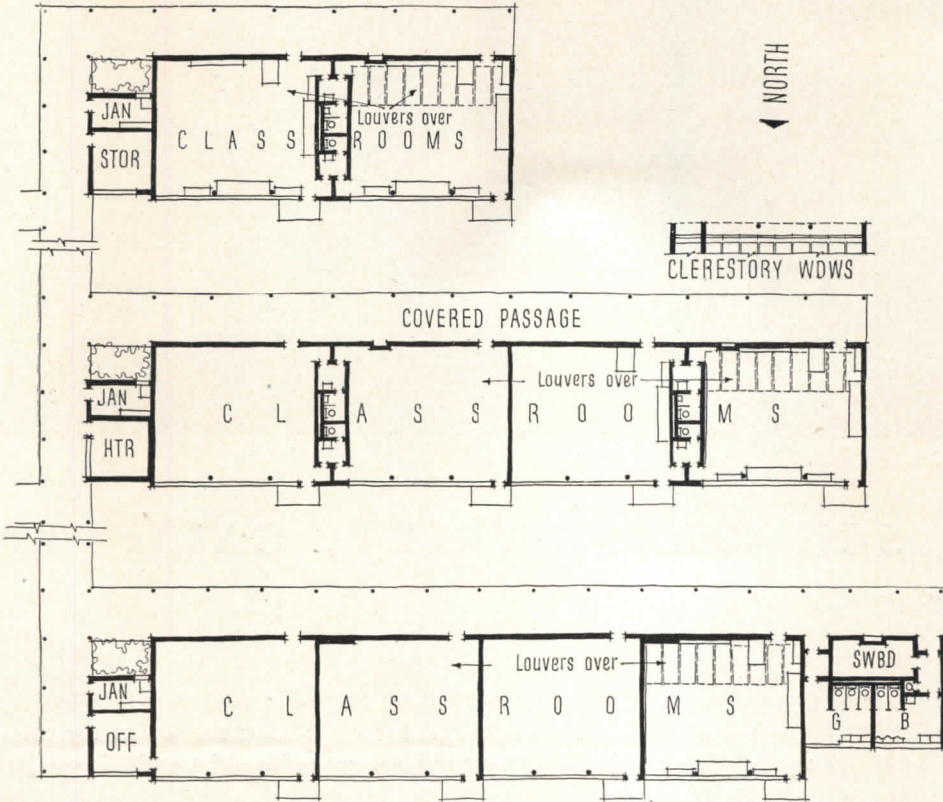 NORTH
JAN
Louvers over
CLASS ROOMS
STOR
CLERESTORY WDWS
COVERED PASSAGE
JAN
Louvers over
CLASSROOMS
HTR
Louvers over
SWBD
JAN
CLASSROOMS
G B
OFF